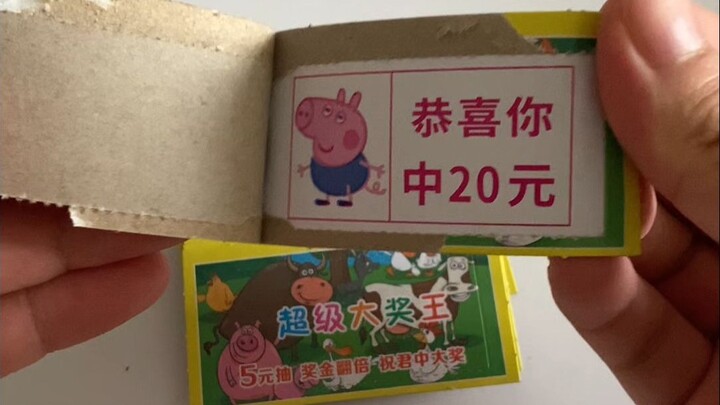 恭喜你
中20元
超级大奖王
5元抽 奖金翻倍 祝君中大奖